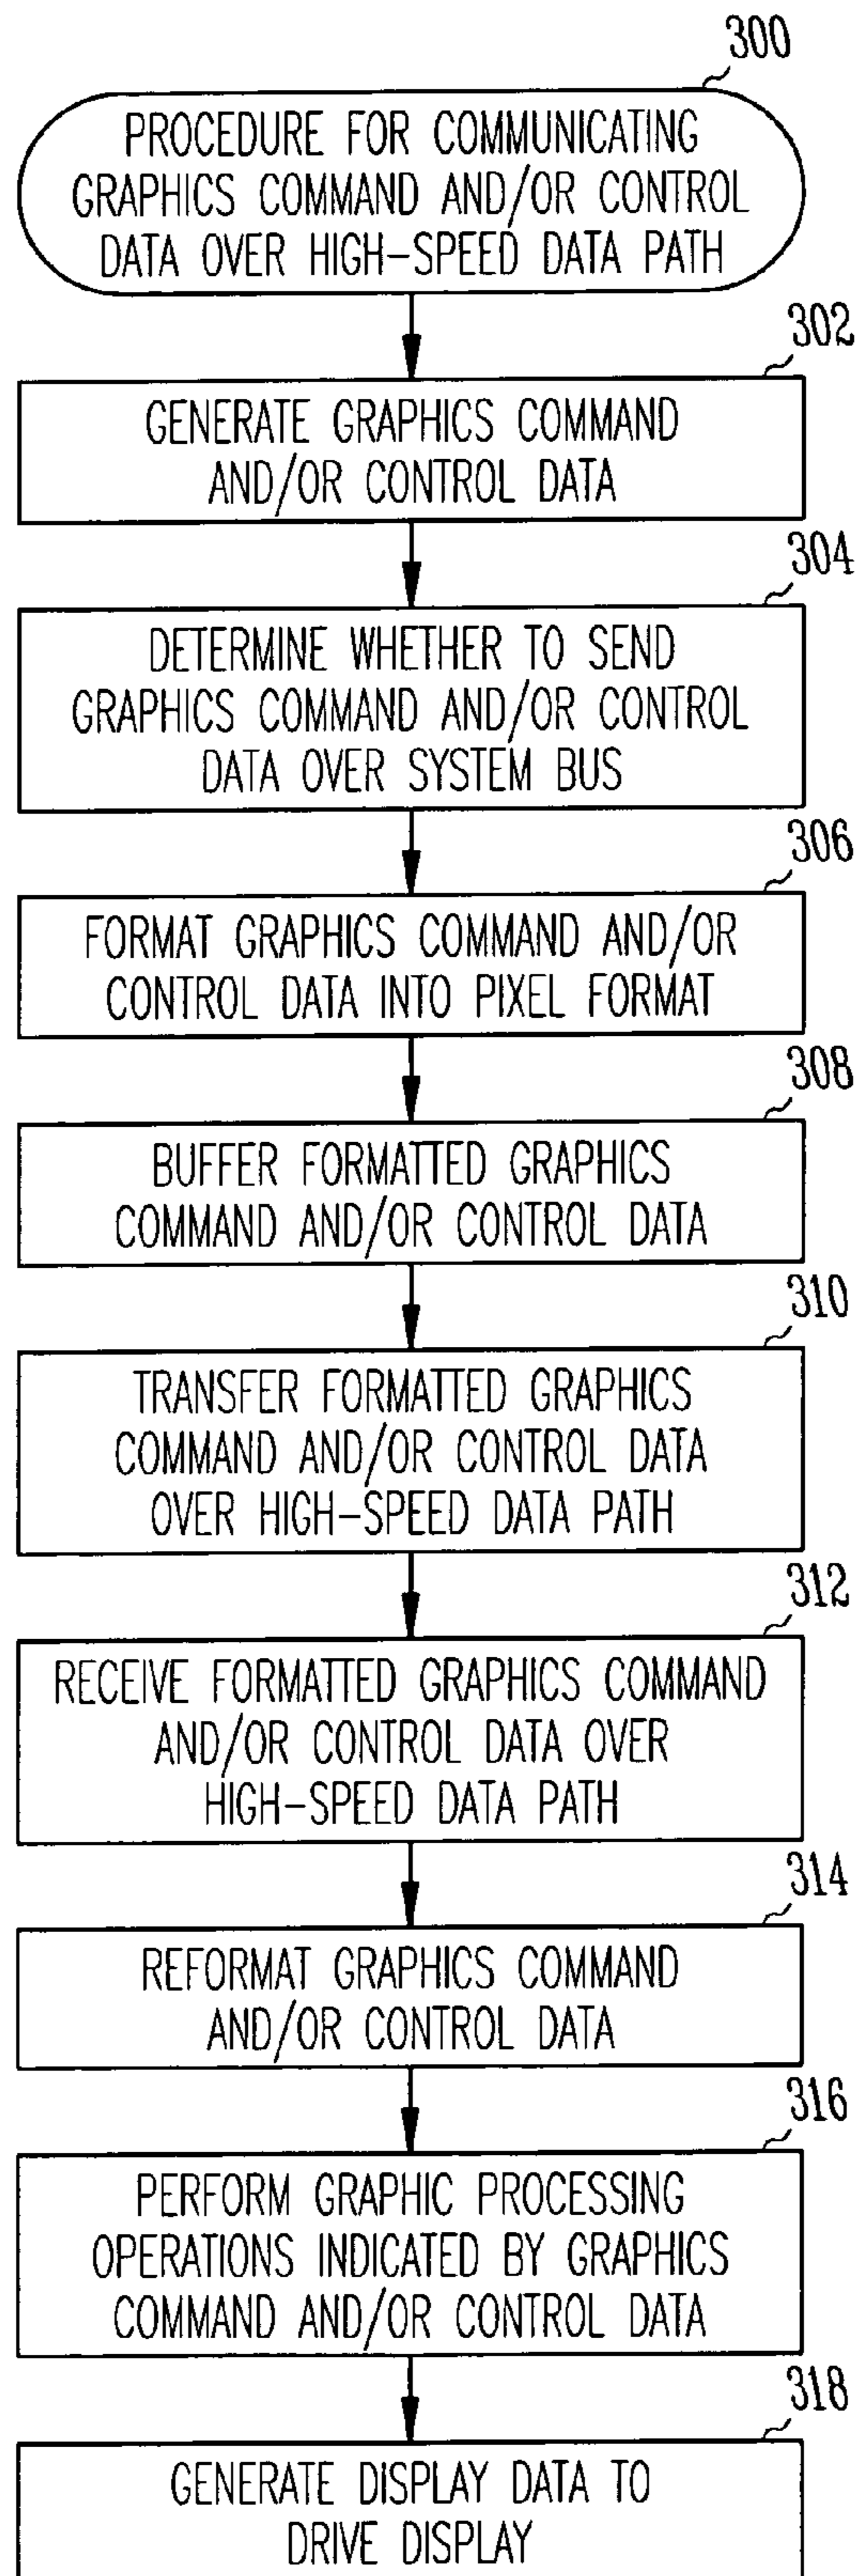 300
PROCEDURE FOR COMMUNICATING
GRAPHICS COMMAND AND/OR CONTROL
DATA OVER HIGH-SPEED DATA PATH
302
GENERATE GRAPHICS COMMAND
AND/OR CONTROL DATA
304
DETERMINE WHETHER TO SEND
GRAPHICS COMMAND AND/OR CONTROL
DATA OVER SYSTEM BUS
306
FORMAT GRAPHICS COMMAND AND/OR
CONTROL DATA INTO PIXEL FORMAT
308
BUFFER FORMATTED GRAPHICS
COMMAND AND/OR CONTROL DATA
310
TRANSFER FORMATTED GRAPHICS
COMMAND AND/OR CONTROL DATA
OVER HIGH-SPEED DATA PATH
312
RECEIVE FORMATTED GRAPHICS COMMAND
AND/OR CONTROL DATA OVER
HIGH-SPEED DATA PATH
314
REFORMAT GRAPHICS COMMAND
AND/OR CONTROL DATA
316
PERFORM GRAPHIC PROCESSING
OPERATIONS INDICATED BY GRAPHICS
COMMAND AND/OR CONTROL DATA
318
GENERATE DISPLAY DATA TO
DRIVE DISPLAY